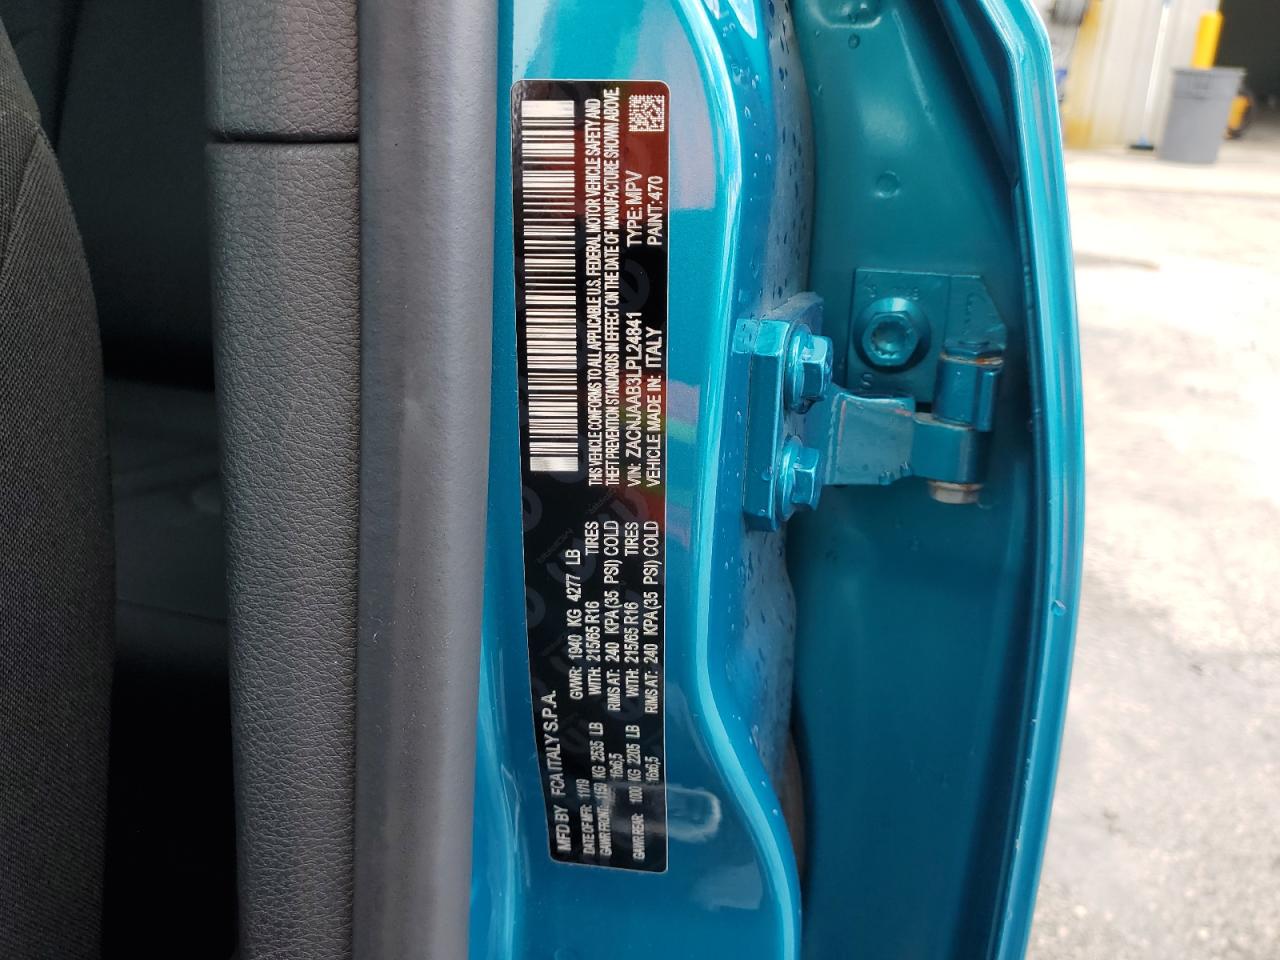 MFD BY FCA ITALY S.P.A.
DATE OF MFR: 11/19 GVWR: 1940 KG 4277 LB
GAWR FRONT: 1150 KG 2535 LB WITH: 215/65 R16 TIRES
16x6,5 RIMS AT: 240 KPA(35 PSI) COLD
GAWR REAR: 1000 KG 2205 LB WITH: 215/65 R16 TIRES
16x6,5 RIMS AT: 240 KPA(35 PSI) COLD
THIS VEHICLE CONFORMS TO ALL APPLICABLE U.S. FEDERAL MOTOR VEHICLE SAFETY AND
THEFT PREVENTION STANDARDS IN EFFECT ON THE DATE OF MANUFACTURE SHOWN ABOVE.
VIN: ZACNJAAB3LPL24841 TYPE: MPV
VEHICLE MADE IN: ITALY PAINT: 470